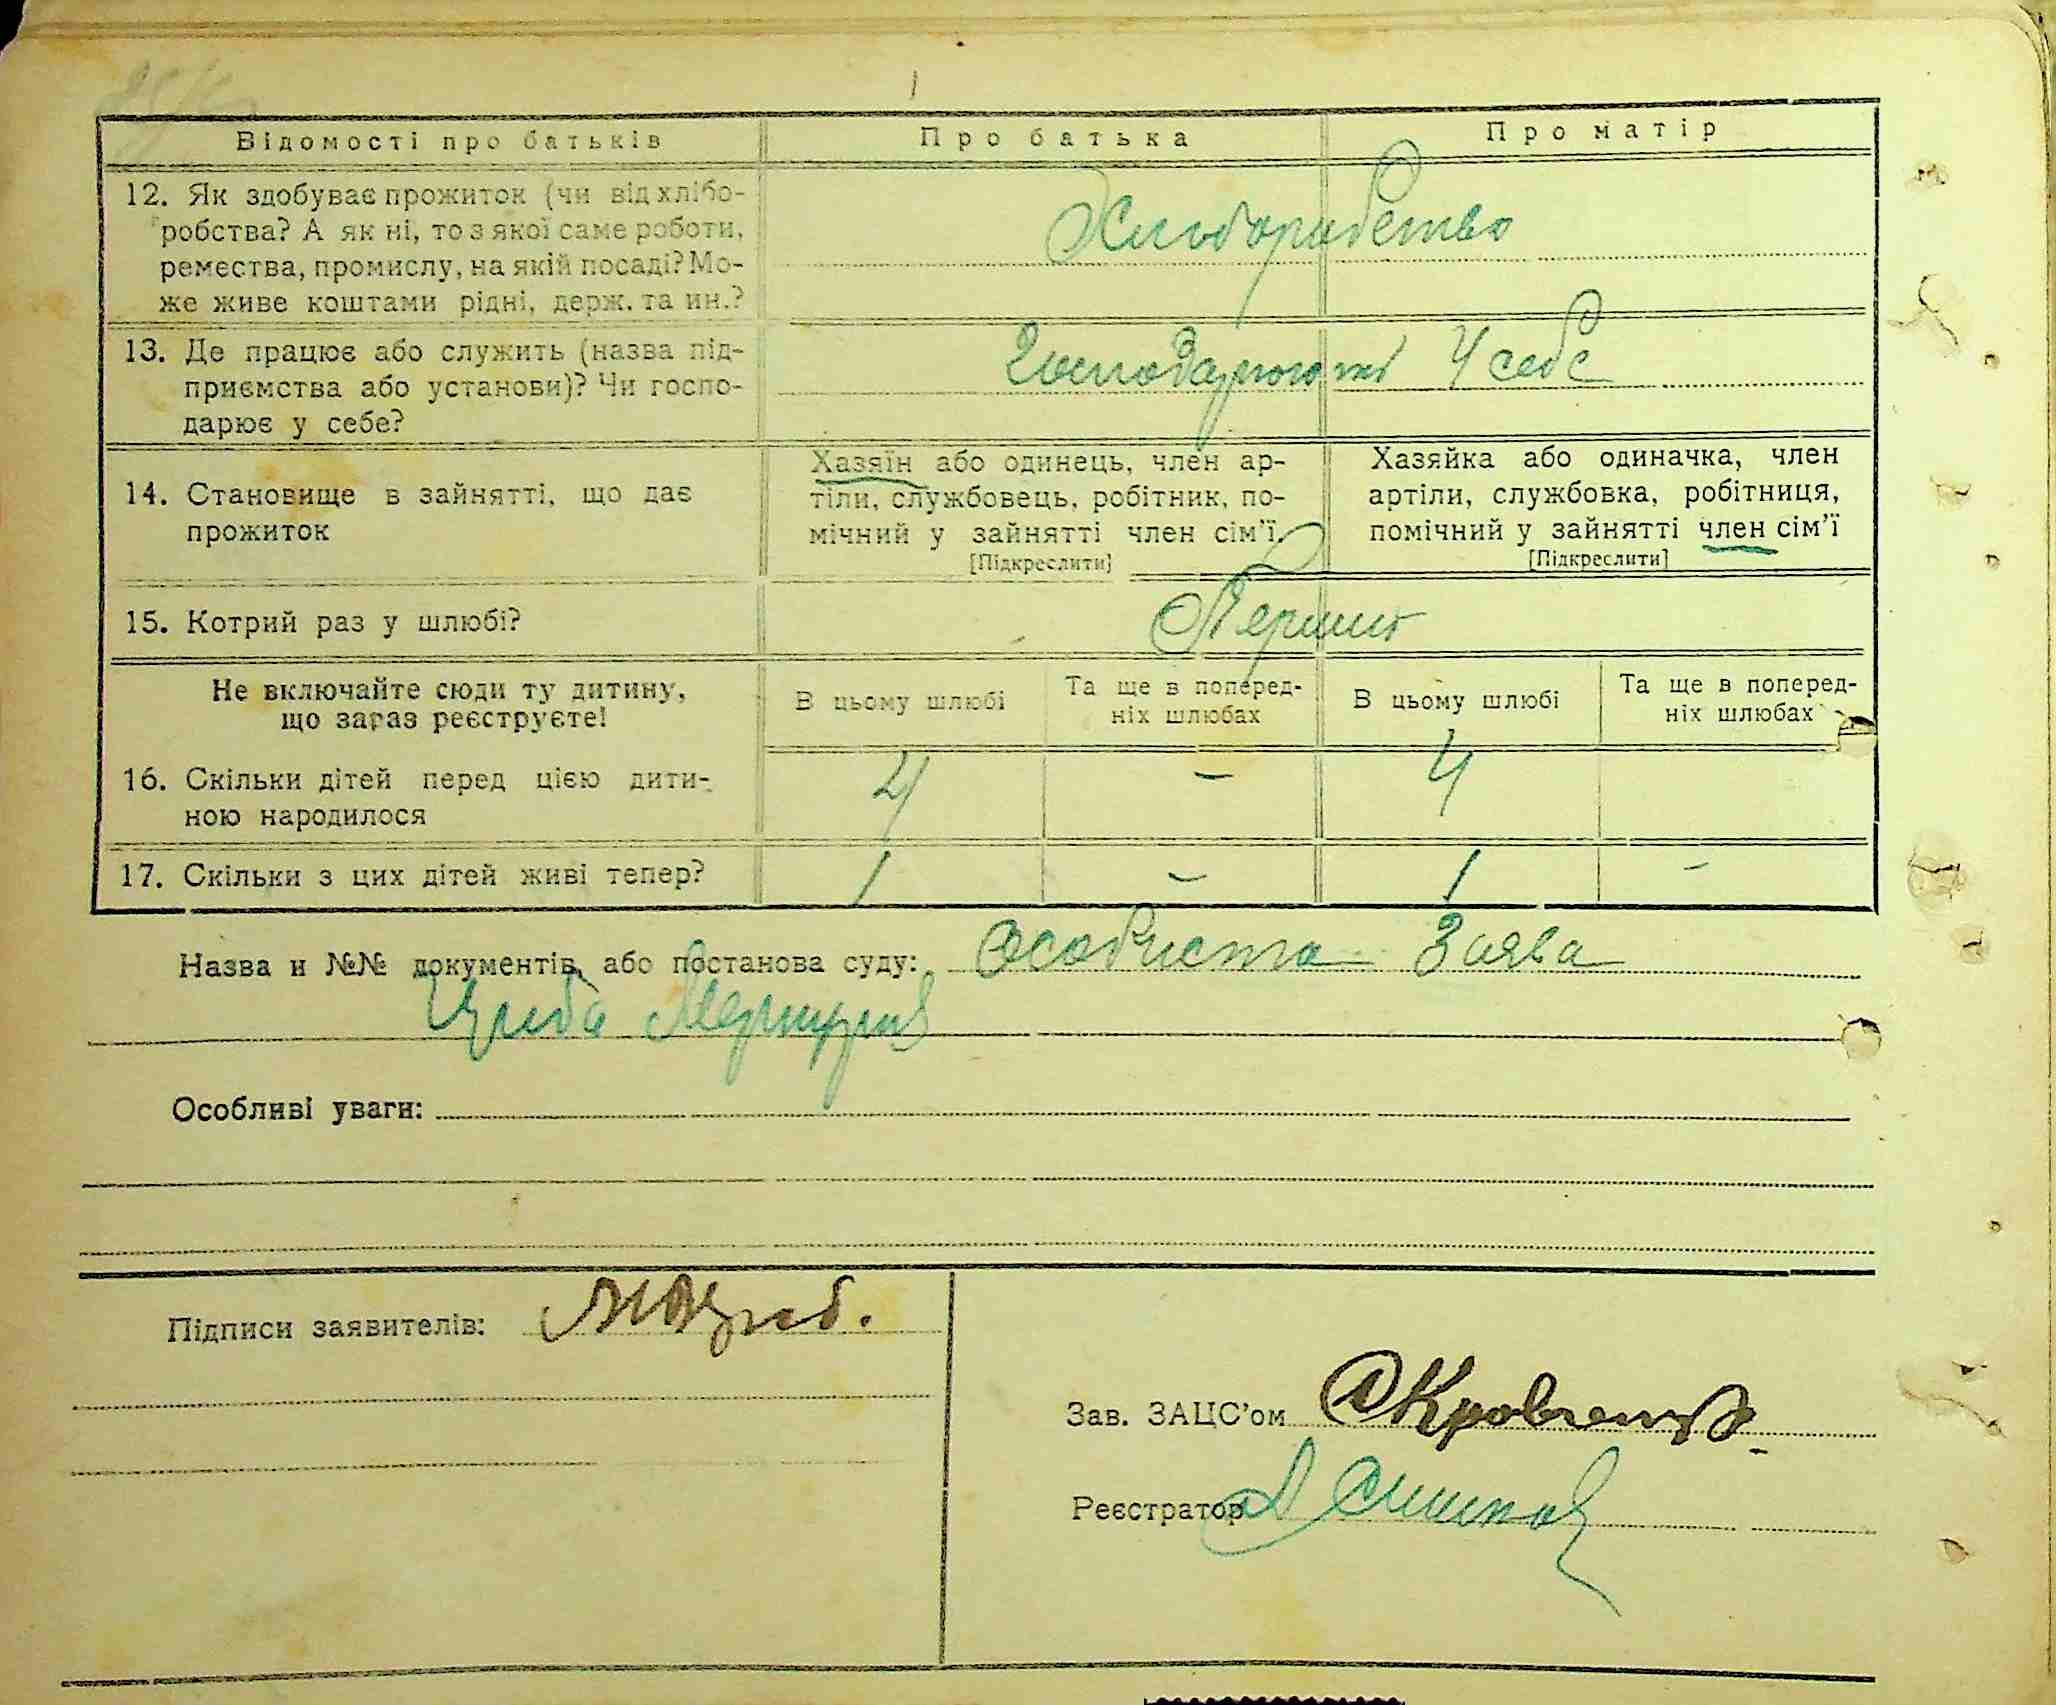 Відомості про батьків Про батька Про матір
12. Як здобуває прожиток (чи від хлібо-
робства? А як ні, то з якої саме роботи,
ремества, промислу, на якій посаді? Мо-
же живе коштами рідні, держ. та ин.?
Хліборобство
13. Де працює або служить (назва під-
приємства або установи)? Чи госпо-
дарює у себе?
у себе
14. Становище в зайнятті, що дає
прожиток
Хазяїн або одинець, член ар-
тіли, службовець, робітник, по-
мічний у зайнятті член сім'ї.
[Підкреслити]
Хазяйка або одиначка, член
артіли, службовка, робітниця,
помічний у зайнятті член сім'ї
[Підкреслити]
15. Котрий раз у шлюбі?
Не включайте сюди ту дитину,
що зараз реєструєте!
В цьому шлюбі
Та ще в поперед-
ніх шлюбах
В цьому шлюбі
Та ще в поперед-
ніх шлюбах
16. Скільки дітей перед цією дити-
ною народилося
4 – 4
17. Скільки з цих дітей живі тепер? 1 – 1 –
Назва и №№ документів, або постанова суду: Особиста Заява
Особливі уваги:
Підписи заявителів:
Зав. ЗАЦС'ом
Реєстратор